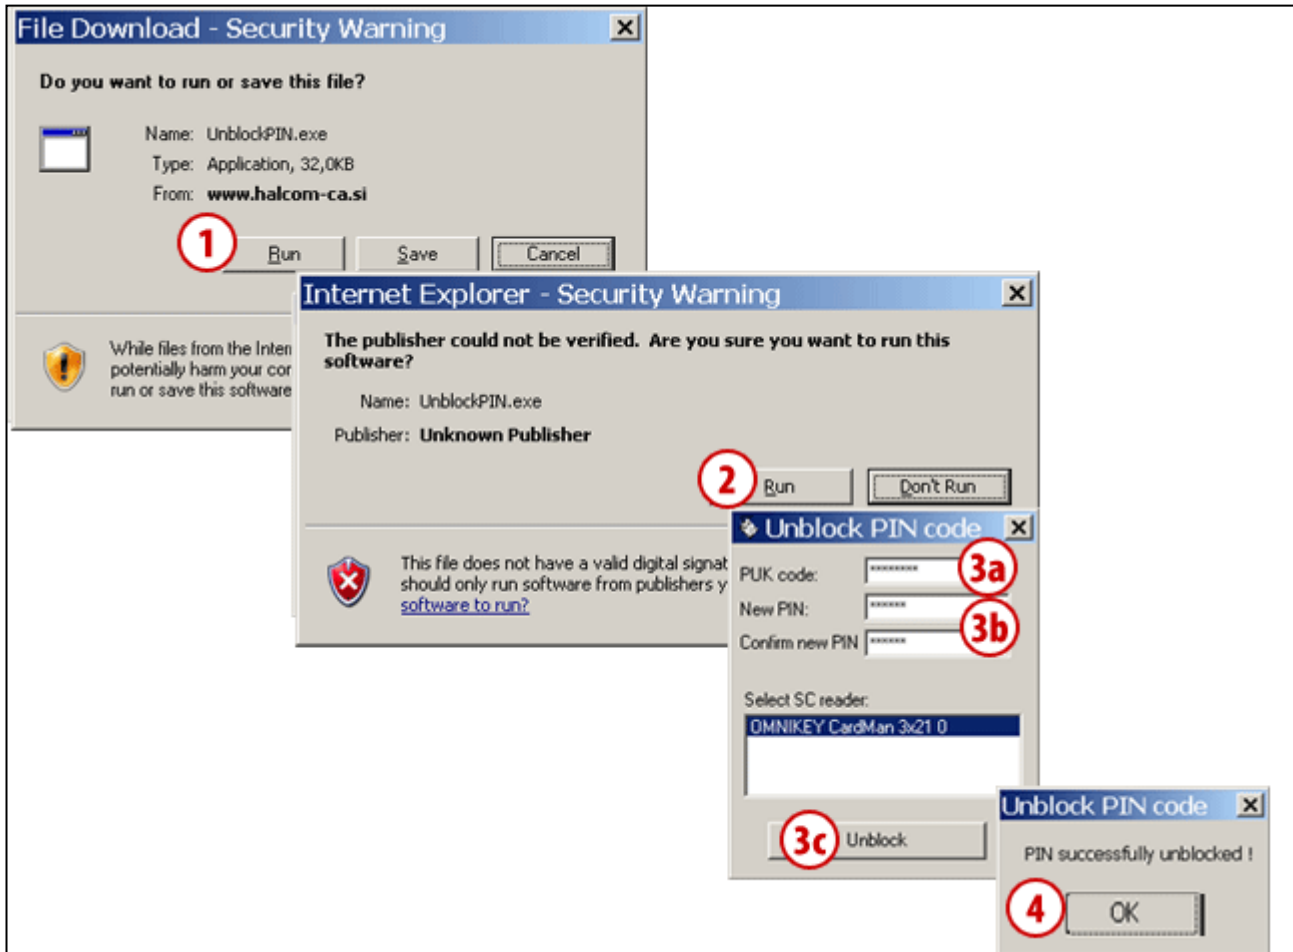 File Download - Security Warning
Do you want to run or save this file?
Name: UnblockPIN.exe
Type: Application, 32,0KB
From: www.halcom-ca.si
1
Run
Save
Cancel
While files from the Inter
potentially harm your com
run or save this software
Internet Explorer - Security Warning
The publisher could not be verified. Are you sure you want to run this
software?
Name: UnblockPIN.exe
Publisher: Unknown Publisher
2
Run
Don't Run
This file does not have a valid digital signat
should only run software from publishers y
software to run?
Unblock PIN code
PUK code:
********
3a
New PIN:
******
3b
Confirm new PIN
******
Select SC reader:
OMNIKEY CardMan 3x21 0
3c
Unblock
Unblock PIN code
PIN successfully unblocked !
4
OK